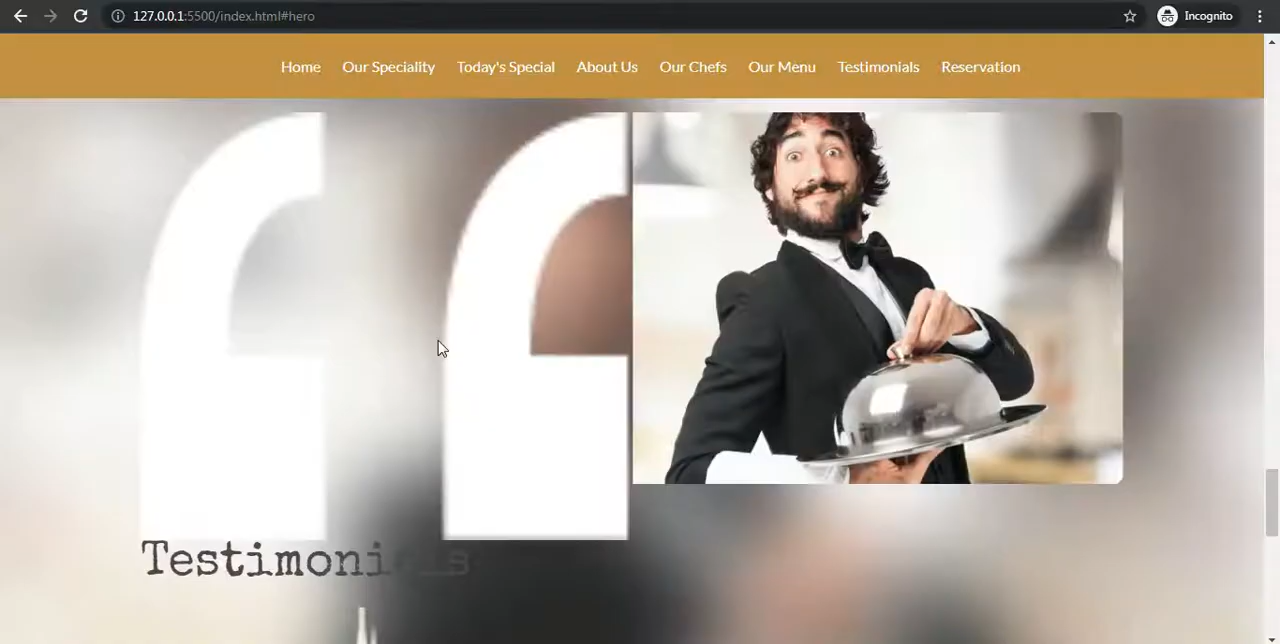 127.0.0.1:5500/index.html#hero
Incognito
Home Our Speciality Today's Special About Us Our Chefs Our Menu Testimonials Reservation
Testimonials